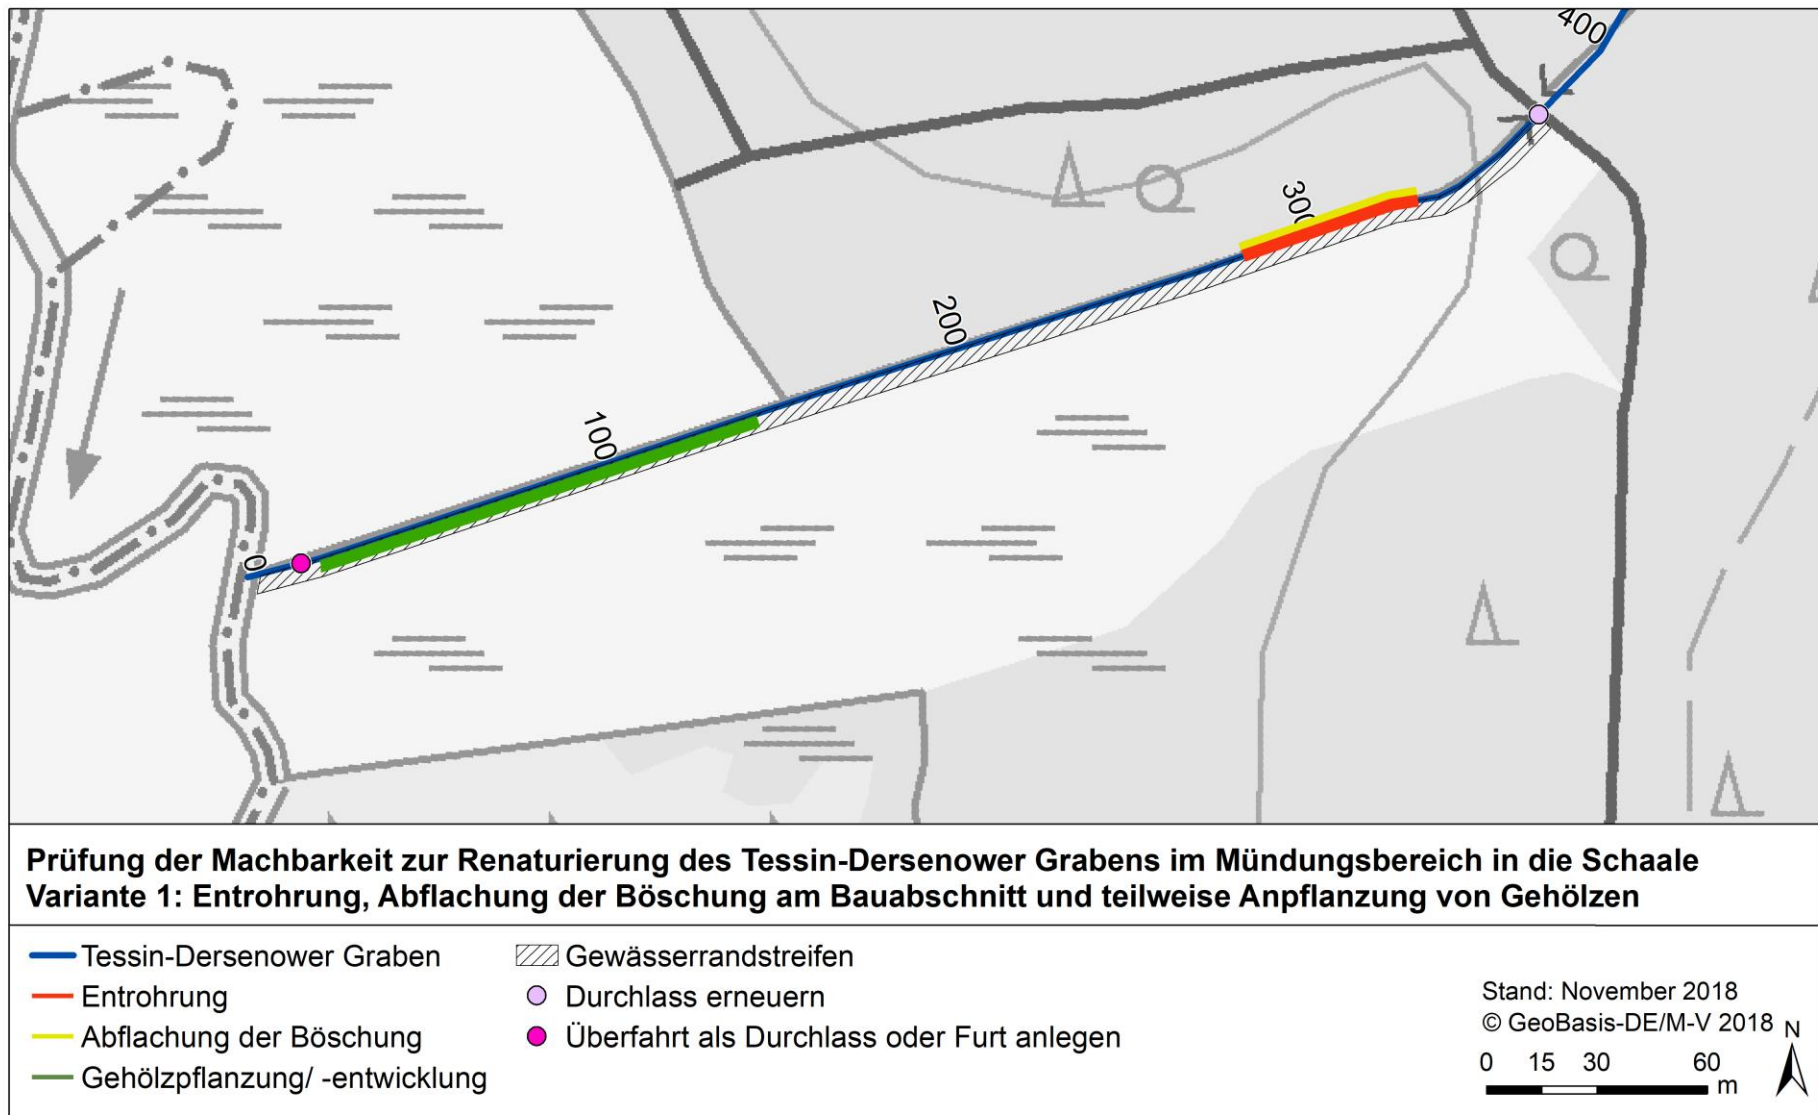 400
300
200
100
0
Prüfung der Machbarkeit zur Renaturierung des Tessin-Dersenower Grabens im Mündungsbereich in die Schaale
Variante 1: Entrohrung, Abflachung der Böschung am Bauabschnitt und teilweise Anpflanzung von Gehölzen
Tessin-Dersenower Graben
Entrohrung
Abflachung der Böschung
Gehölzpflanzung/ -entwicklung
Gewässerrandstreifen
Durchlass erneuern
Überfahrt als Durchlass oder Furt anlegen
Stand: November 2018
© GeoBasis-DE/M-V 2018
N
0 15 30 60
m